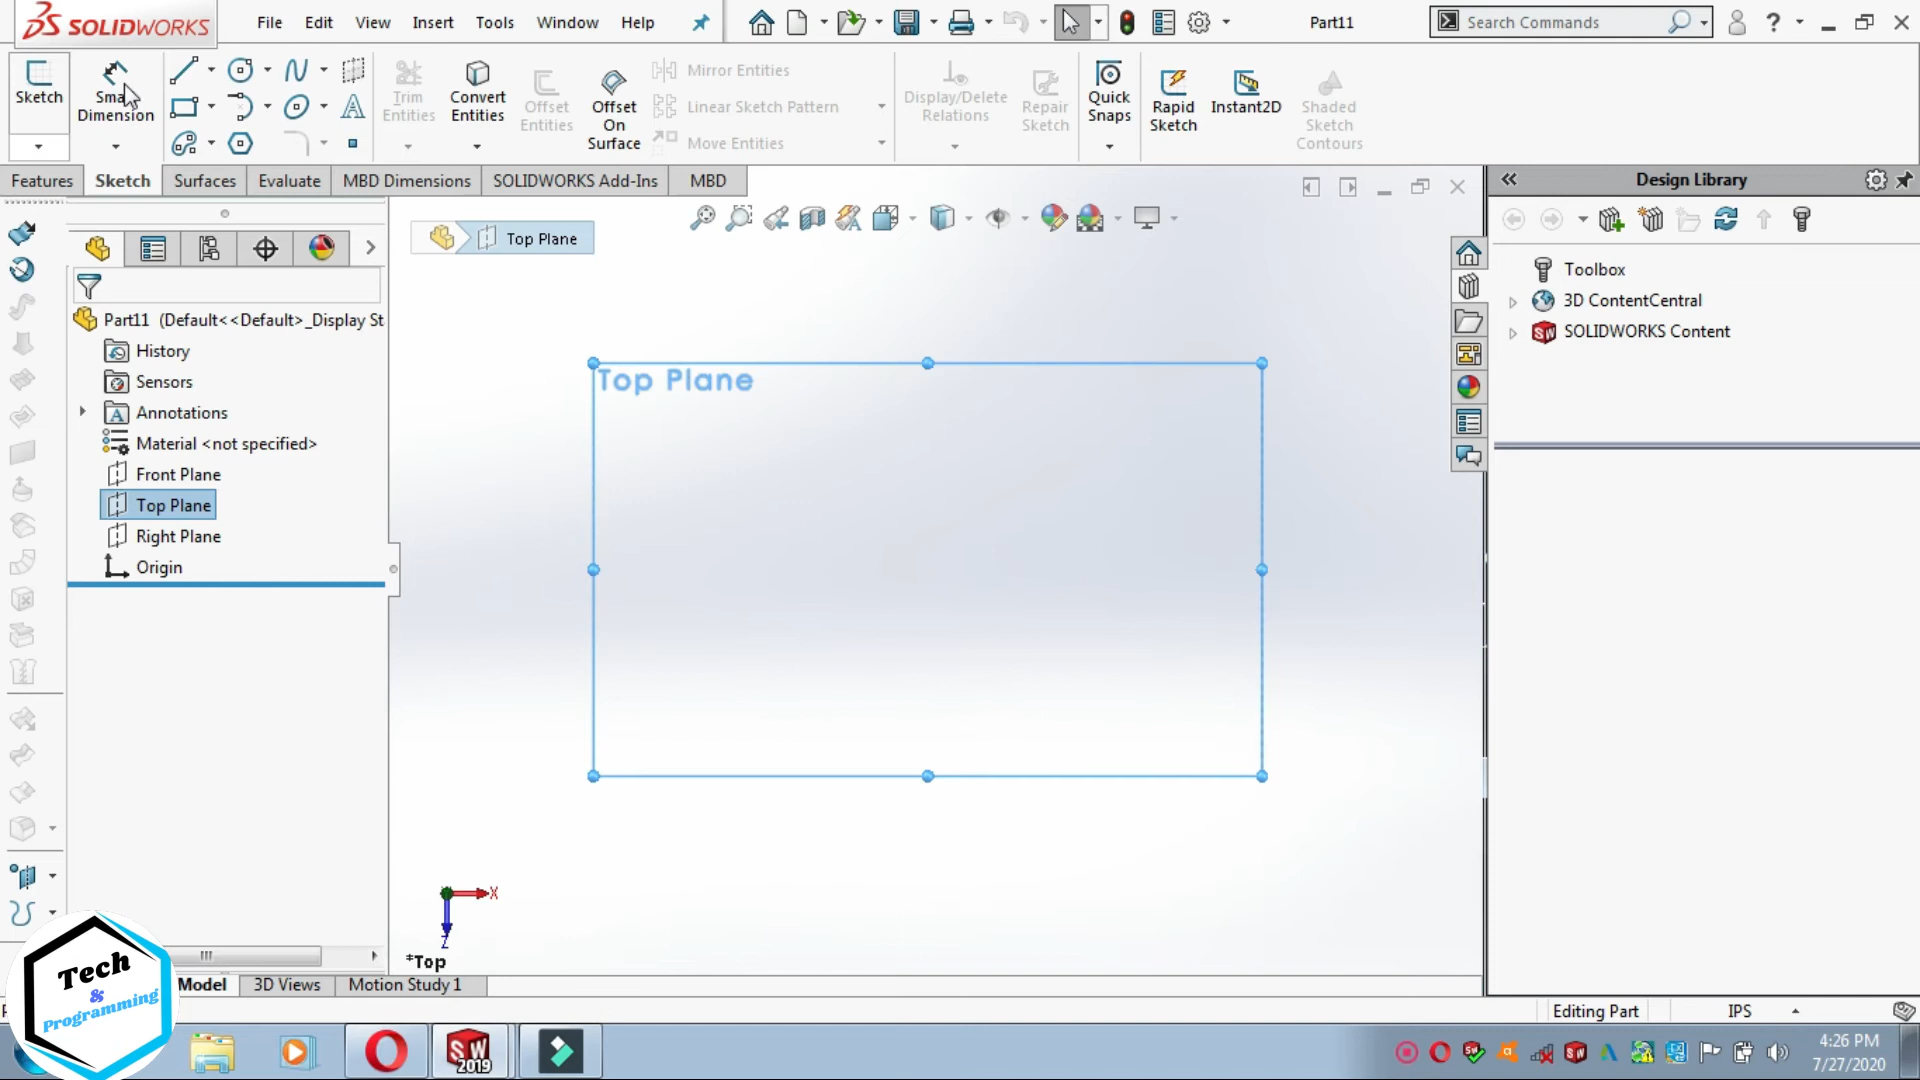 SOLIDWORKS
File Edit View Insert Tools Window Help
Part11
Search Commands
?
Sketch
Dimension
Trim Entities
Convert Entities
Offset Entities
Offset On Surface
Mirror Entities
Linear Sketch Pattern
Move Entities
Display/Delete Relations
Repair Sketch
Quick Snaps
Rapid Sketch
Instant2D
Shaded Sketch Contours
Features Sketch Surfaces Evaluate MBD Dimensions SOLIDWORKS Add-Ins MBD
Design Library
Top Plane
Toolbox
3D ContentCentral
SOLIDWORKS Content
Part11 (Default<<Default>_Display St
History
Sensors
Annotations
Material <not specified>
Front Plane
Top Plane
Right Plane
Origin
Top Plane
X
Z
*Top
Model 3D Views Motion Study 1
Editing Part
IPS
Tech
&
Programming
SW
2019
4:26 PM
7/27/2020